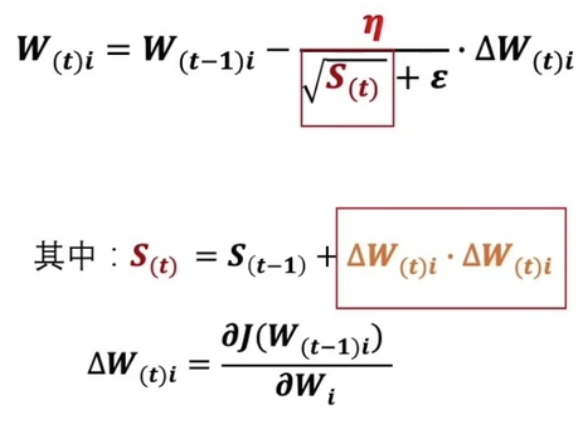 W(t)i = W(t−1)i − η / (√S(t) + ε) · ΔW(t)i
其中：S(t) = S(t−1) + ΔW(t)i · ΔW(t)i
ΔW(t)i = ∂J(W(t−1)i) / ∂Wi